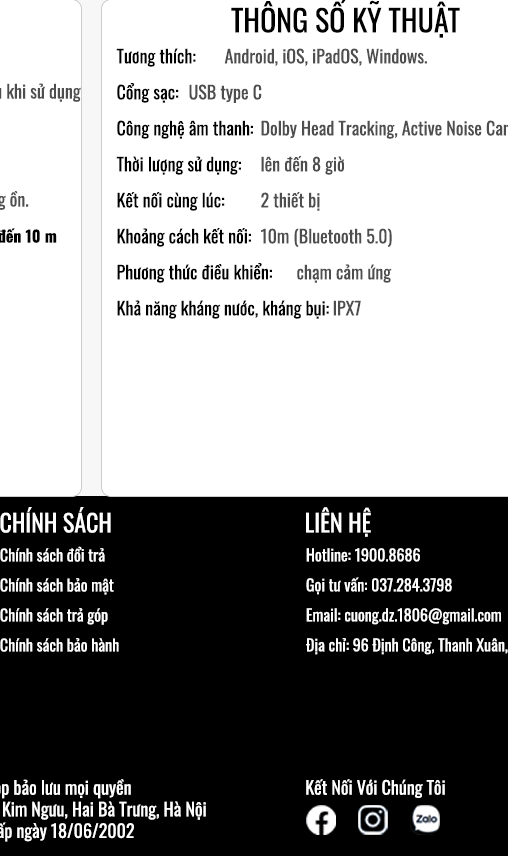 khi sử dụng
ồn.
đến 10 m
THÔNG SỐ KỸ THUẬT
Tương thích: Android, iOS, iPadOS, Windows.
Cổng sạc: USB type C
Công nghệ âm thanh: Dolby Head Tracking, Active Noise
Thời lượng sử dụng: lên đến 8 giờ
Kết nối cùng lúc: 2 thiết bị
Khoảng cách kết nối: 10m (Bluetooth 5.0)
Phương thức điều khiển: chạm cảm ứng
Khả năng kháng nước, kháng bụi: IPX7
CHÍNH SÁCH
Chính sách đổi trả
Chính sách bảo mật
Chính sách trả góp
Chính sách bảo hành
LIÊN HỆ
Hotline: 1900.8686
Gọi tư vấn: 037.284.3798
Email: cuong.dz.1806@gmail.com
Địa chỉ: 96 Định Công, Thanh Xuân,
bảo lưu mọi quyền
Kim Ngưu, Hai Bà Trưng, Hà Nội
ngày 18/06/2002
Kết Nối Với Chúng Tôi
Zalo